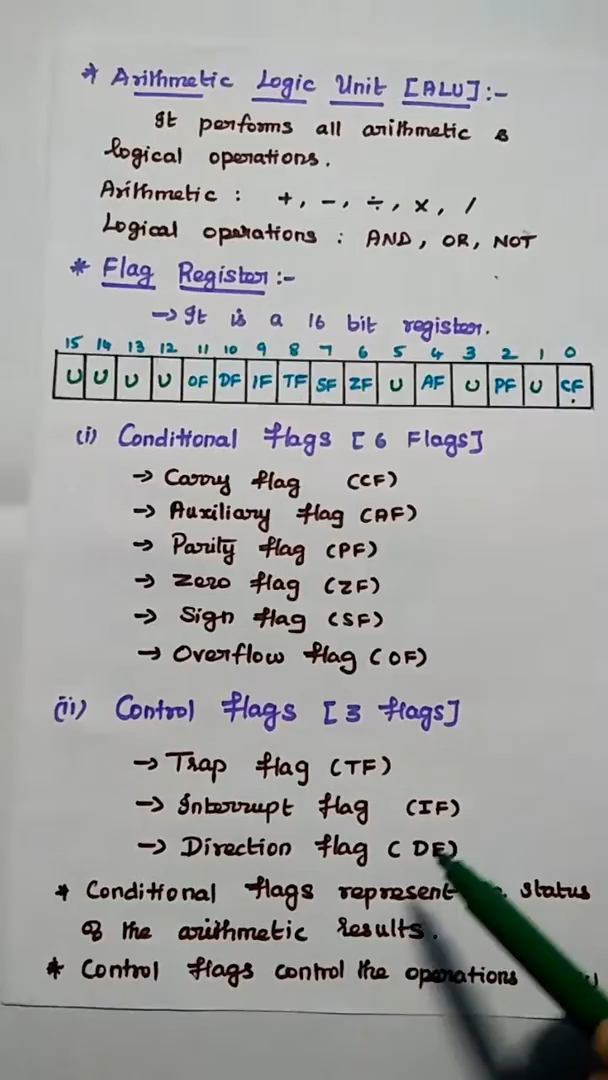 * Arithmetic Logic Unit [ALU]:-
It performs all arithmetic &
logical operations.
Arithmetic : +, -, ÷, ×, /
Logical operations : AND, OR, NOT
* Flag Register:-
→ It is a 16 bit register.
15 14 13 12 11 10 9 8 7 6 5 4 3 2 1 0
U U U U OF DF IF TF SF ZF U AF U PF U CF
(i) Conditional flags [6 Flags]
→ Carry flag (CF)
→ Auxiliary flag (AF)
→ Parity flag (PF)
→ Zero flag (ZF)
→ Sign flag (SF)
→ Overflow flag (OF)
(ii) Control flags [3 flags]
→ Trap flag (TF)
→ Interrupt flag (IF)
→ Direction flag (DF)
* Conditional flags represent status
of the arithmetic results.
* Control flags control the operations